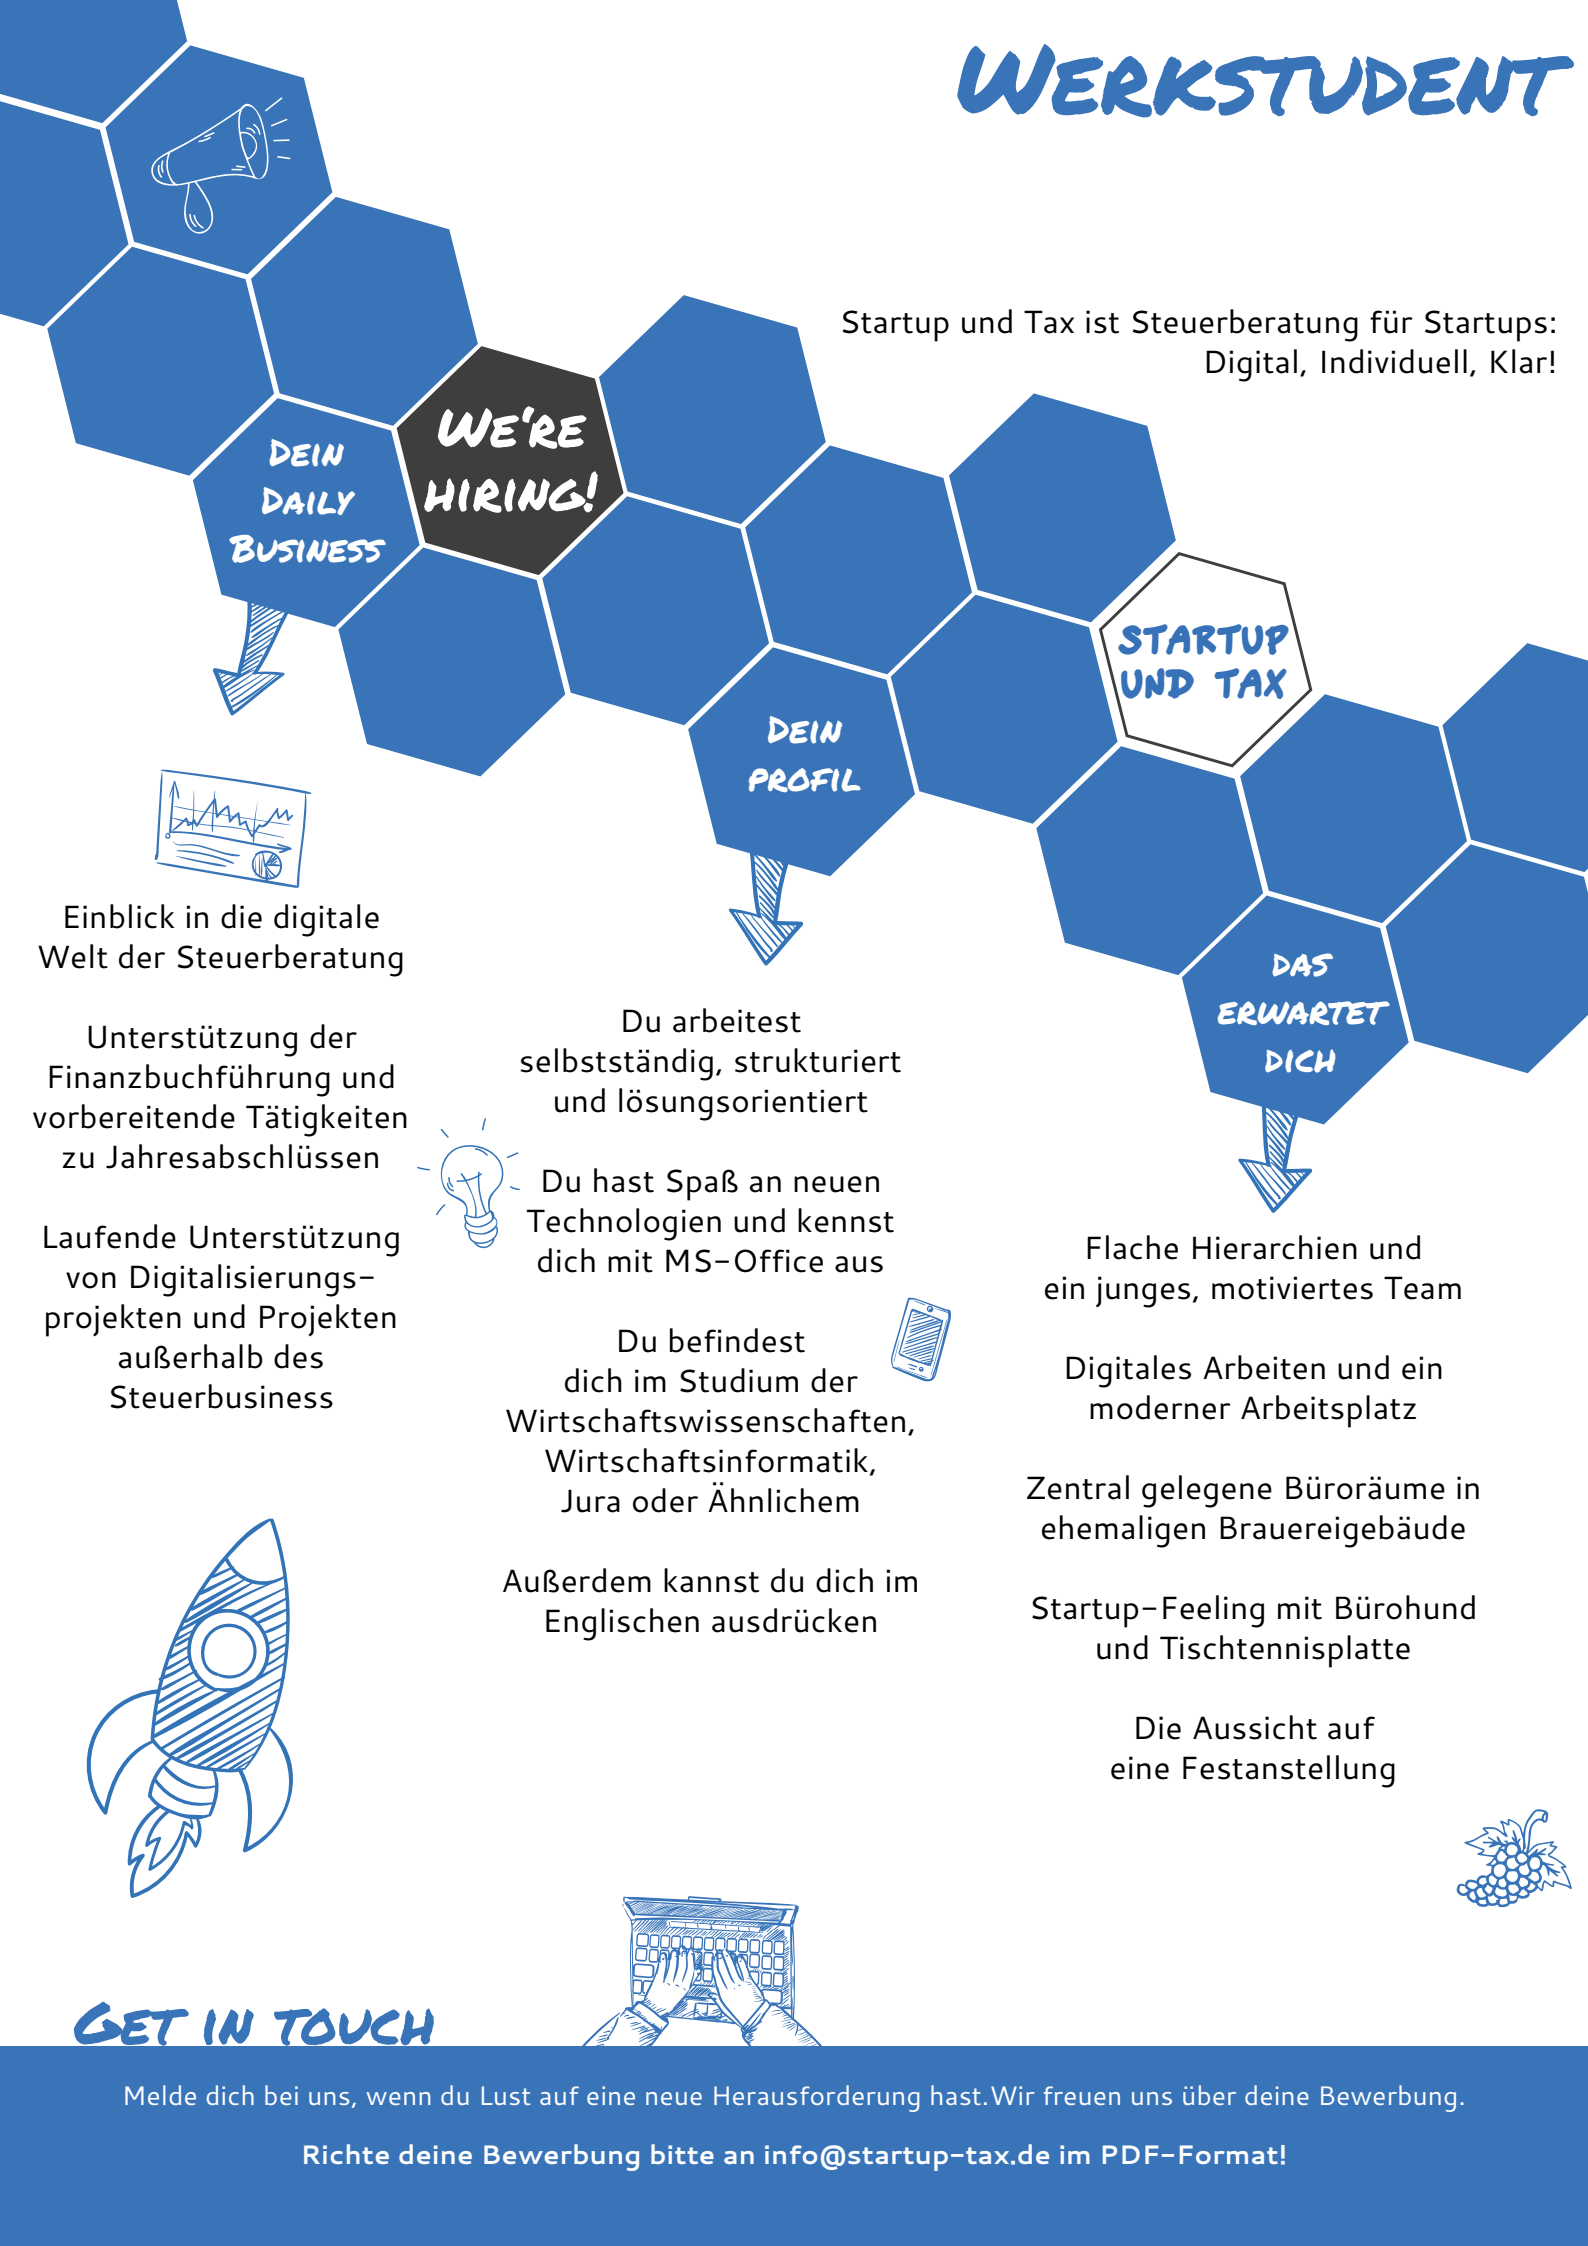 Werkstudent
Startup und Tax ist Steuerberatung für Startups:
Digital, Individuell, Klar!
We're
hiring!
Startup
und Tax
Dein
Daily
Business
Einblick in die digitale
Welt der Steuerberatung
Unterstützung der
Finanzbuchführung und
vorbereitende Tätigkeiten
zu Jahresabschlüssen
Laufende Unterstützung
von Digitalisierungs-
projekten und Projekten
außerhalb des
Steuerbusiness
Dein
Profil
Du arbeitest
selbstständig, strukturiert
und lösungsorientiert
Du hast Spaß an neuen
Technologien und kennst
dich mit MS-Office aus
Du befindest
dich im Studium der
Wirtschaftswissenschaften,
Wirtschaftsinformatik,
Jura oder Ähnlichem
Außerdem kannst du dich im
Englischen ausdrücken
das
erwartet
dich
Flache Hierarchien und
ein junges, motiviertes Team
Digitales Arbeiten und ein
moderner Arbeitsplatz
Zentral gelegene Büroräume in
ehemaligen Brauereigebäude
Startup-Feeling mit Bürohund
und Tischtennisplatte
Die Aussicht auf
eine Festanstellung
Get in touch
Melde dich bei uns, wenn du Lust auf eine neue Herausforderung hast.Wir freuen uns über deine Bewerbung.
Richte deine Bewerbung bitte an info@startup-tax.de im PDF-Format!